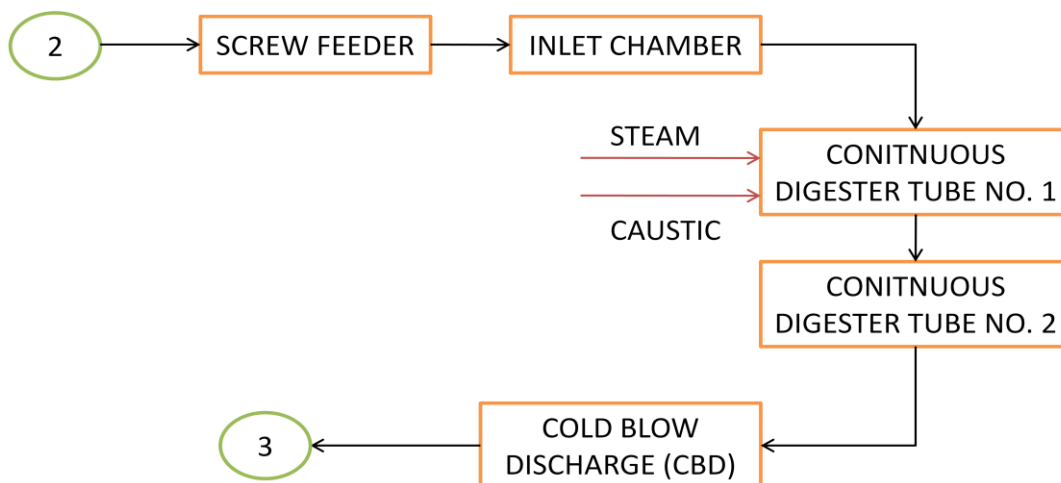 2
SCREW FEEDER
INLET CHAMBER
STEAM
CAUSTIC
CONITNUOUS
DIGESTER TUBE NO. 1
CONITNUOUS
DIGESTER TUBE NO. 2
COLD BLOW
DISCHARGE (CBD)
3